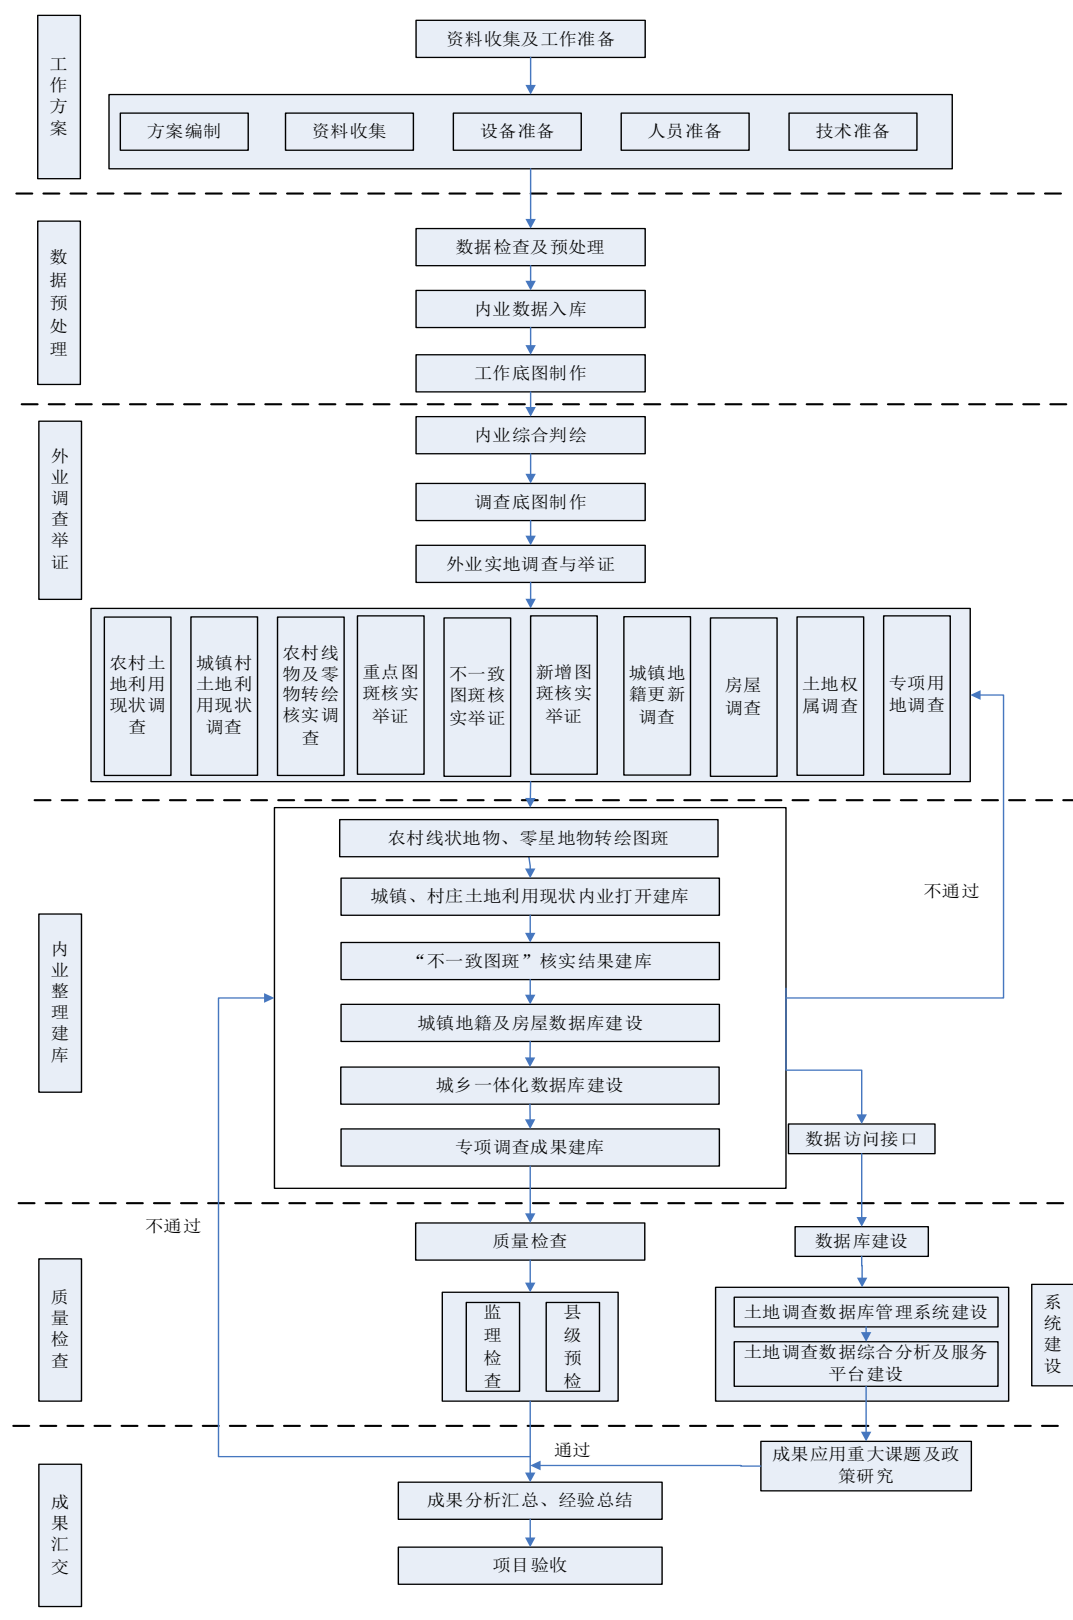 工作方案
资料收集及工作准备
方案编制
资料收集
设备准备
人员准备
技术准备
数据预处理
数据检查及预处理
内业数据入库
工作底图制作
外业调查举证
内业综合判绘
调查底图制作
外业实地调查与举证
农村土
地利用
现状调
查
城镇村
土地利
用现状
调查
农村线
物及零
物转绘
核实调
查
重点图
斑核实
举证
不一致
图斑核
实举证
新增图
斑核实
举证
城镇地
籍更新
调查
房屋
调查
土地权
属调查
专项用
地调查
内业整理建库
农村线状地物、零星地物转绘图斑
城镇、村庄土地利用现状内业打开建库
“不一致图斑”核实结果建库
城镇地籍及房屋数据库建设
城乡一体化数据库建设
专项调查成果建库
不通过
数据访问接口
不通过
质量检查
质量检查
监理检查
县级预检
数据库建设
土地调查数据库管理系统建设
土地调查数据综合分析及服务
平台建设
系统建设
成果汇交
通过
成果应用重大课题及政
策研究
成果分析汇总、经验总结
项目验收